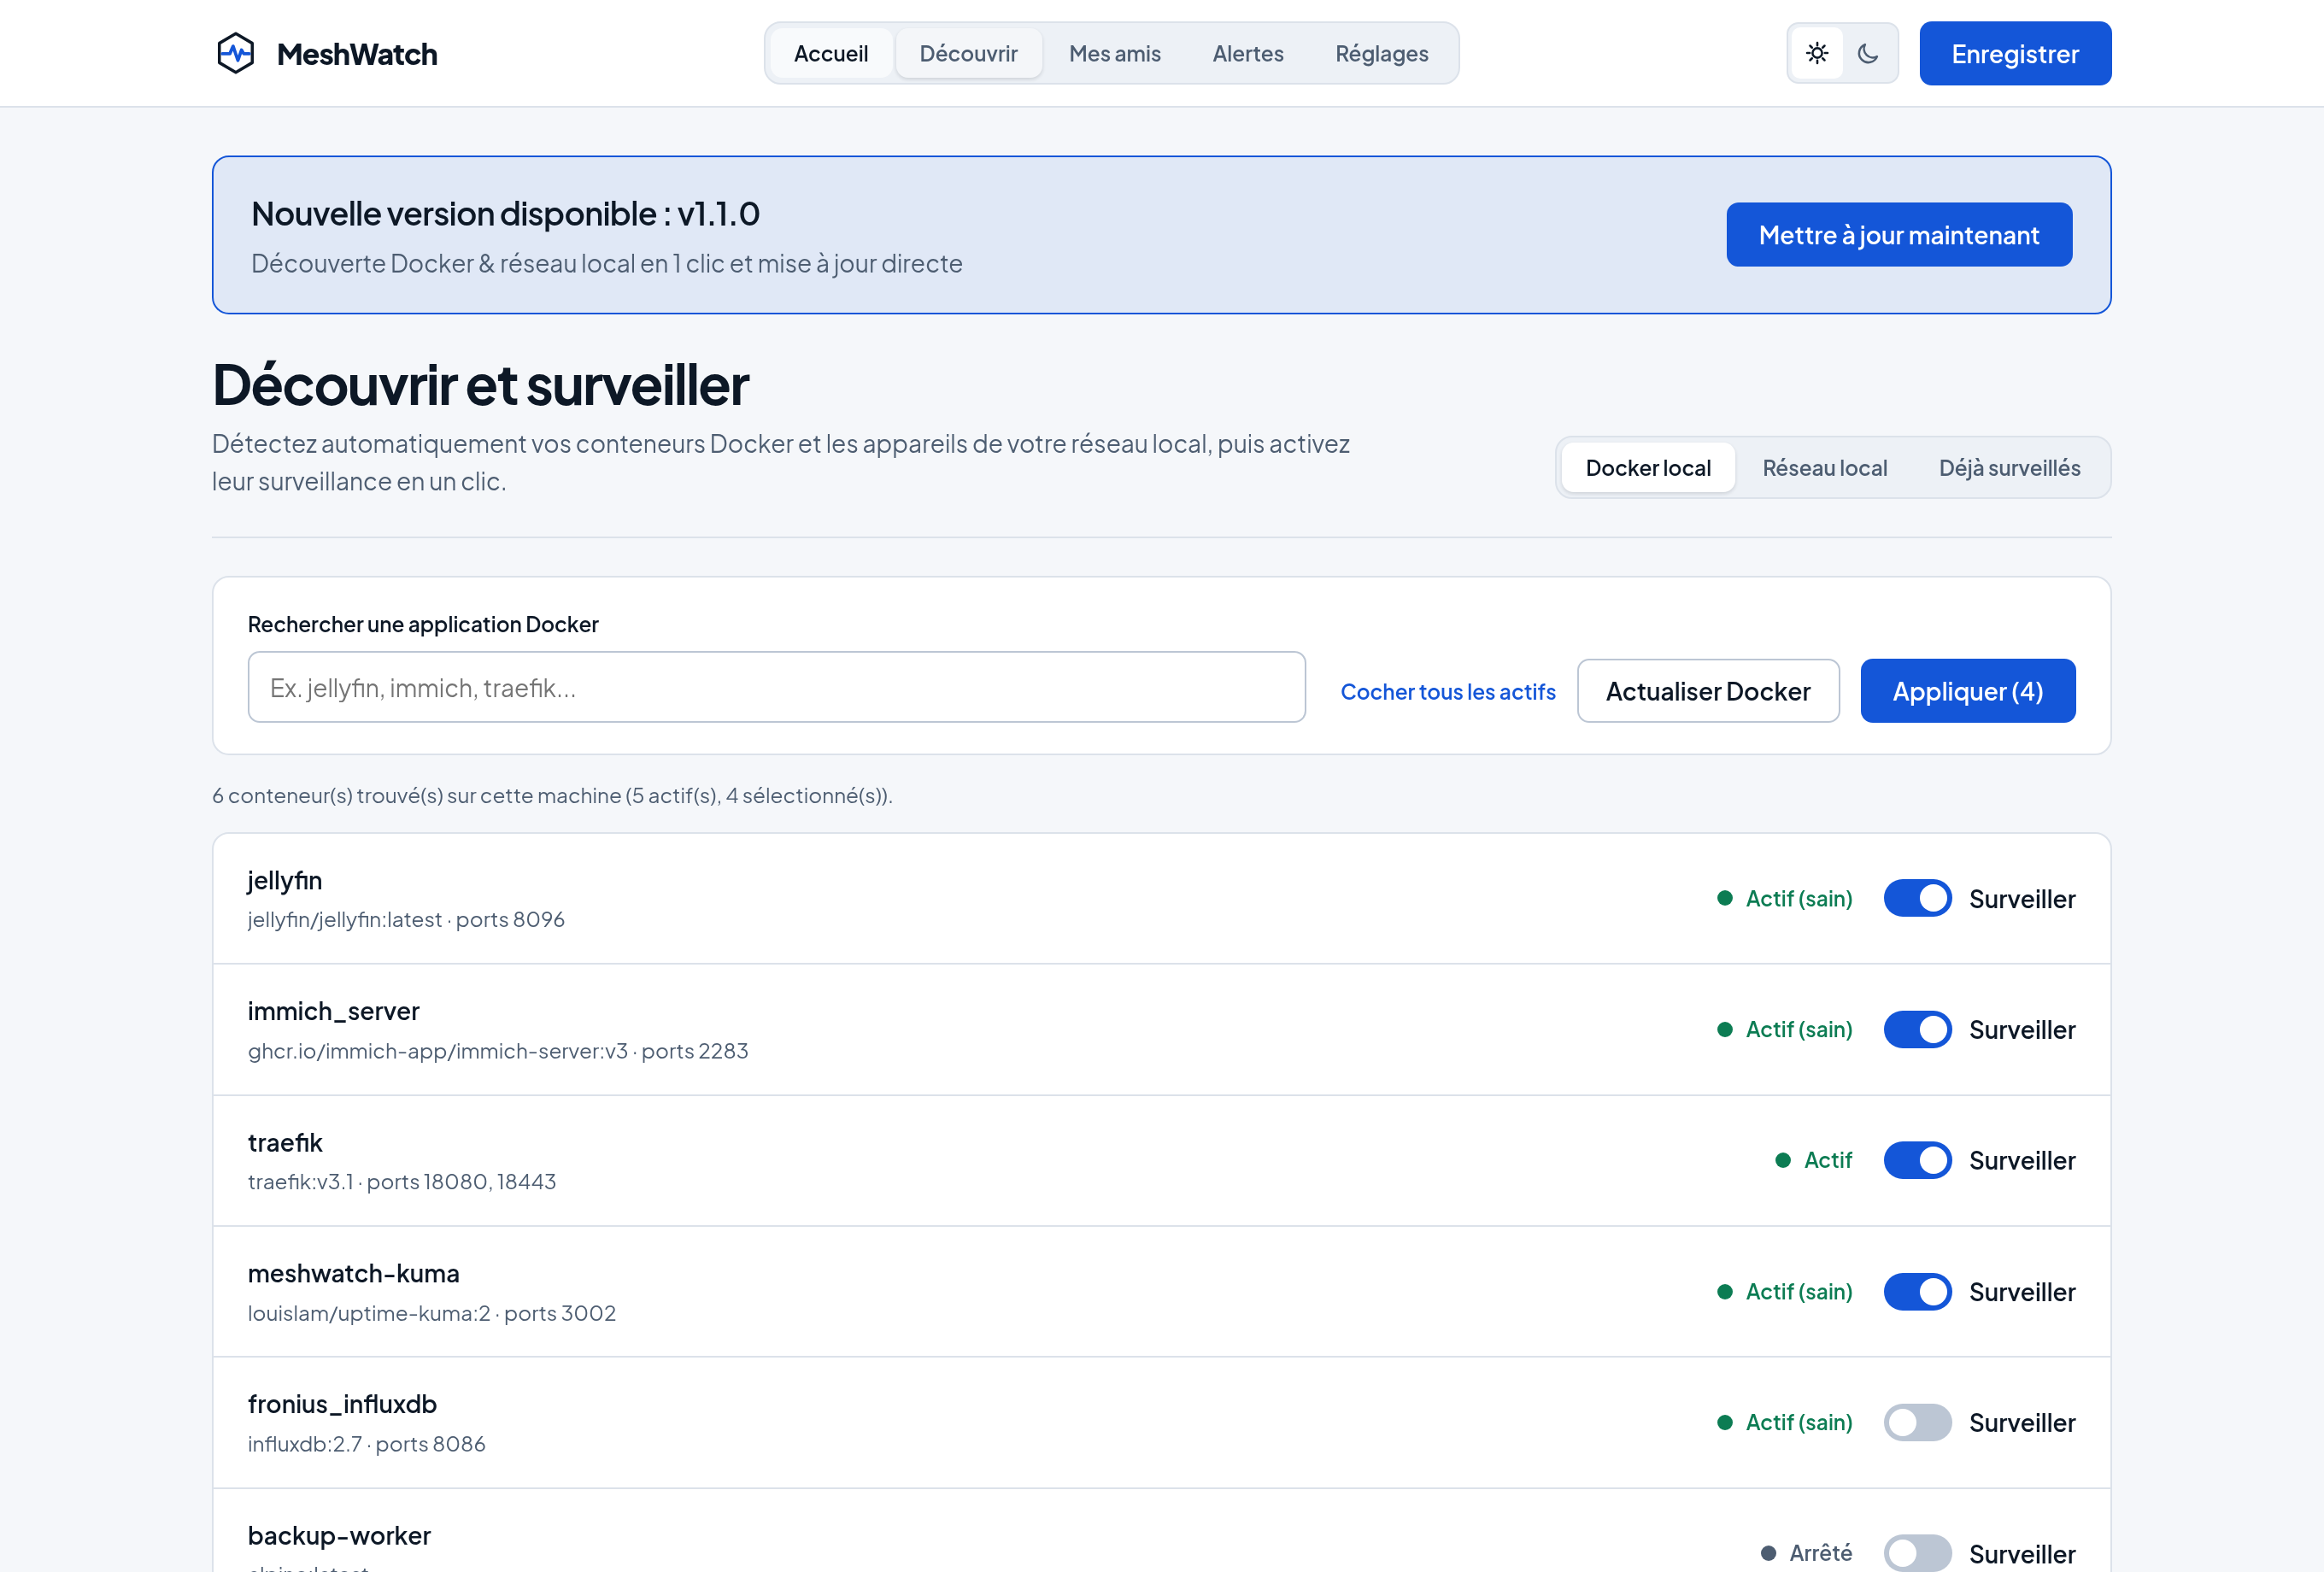 MeshWatch
Accueil
Découvrir
Mes amis
Alertes
Réglages
Enregistrer
Nouvelle version disponible : v1.1.0
Découverte Docker & réseau local en 1 clic et mise à jour directe
Mettre à jour maintenant
Découvrir et surveiller
Détectez automatiquement vos conteneurs Docker et les appareils de votre réseau local, puis activez
leur surveillance en un clic.
Docker local
Réseau local
Déjà surveillés
Rechercher une application Docker
Ex. jellyfin, immich, traefik...
Cocher tous les actifs
Actualiser Docker
Appliquer (4)
6 conteneur(s) trouvé(s) sur cette machine (5 actif(s), 4 sélectionné(s)).
jellyfin
jellyfin/jellyfin:latest · ports 8096
Actif (sain)
Surveiller
immich_server
ghcr.io/immich-app/immich-server:v3 · ports 2283
Actif (sain)
Surveiller
traefik
traefik:v3.1 · ports 18080, 18443
Actif
Surveiller
meshwatch-kuma
louislam/uptime-kuma:2 · ports 3002
Actif (sain)
Surveiller
fronius_influxdb
influxdb:2.7 · ports 8086
Actif (sain)
Surveiller
backup-worker
Arrêté
Surveiller